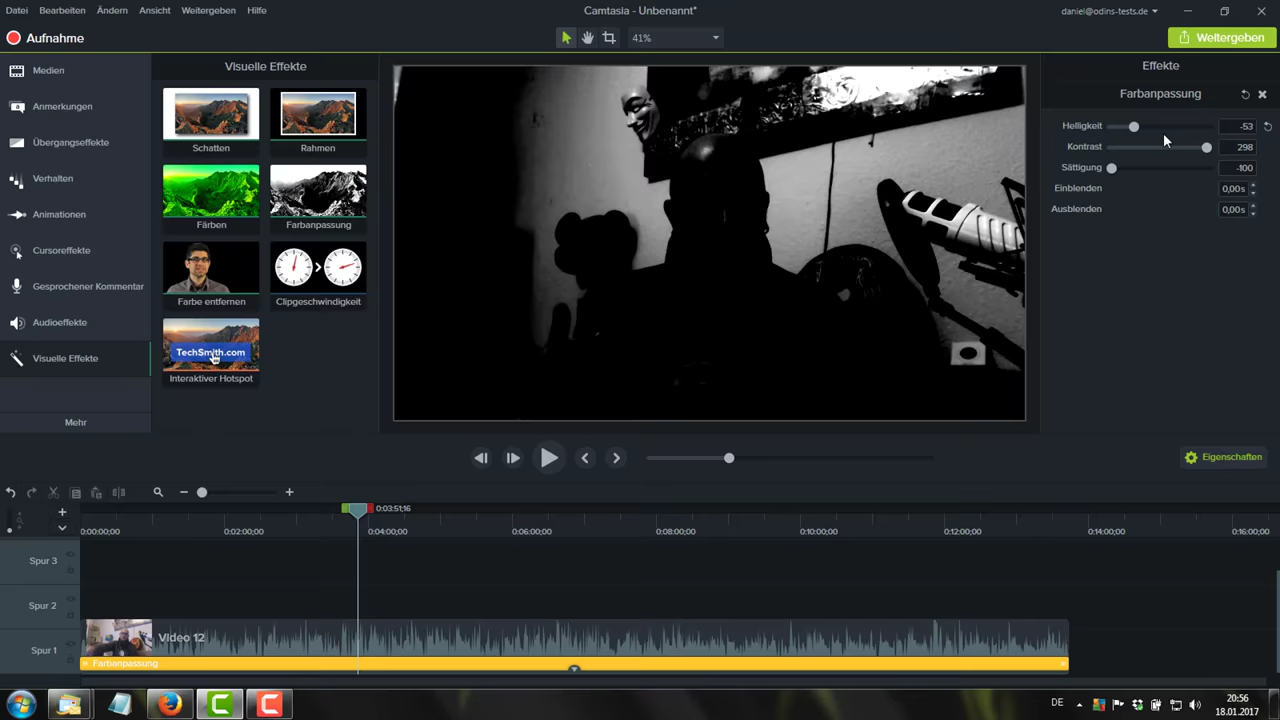 Datei Bearbeiten Ändern Ansicht Weitergeben Hilfe
Camtasia - Unbenannt*
daniel@odins-tests.de
Aufnahme
41%
Weitergeben
Medien
Anmerkungen
Übergangseffekte
Verhalten
Animationen
Cursoreffekte
Gesprochener Kommentar
Audioeffekte
Visuelle Effekte
Mehr
Visuelle Effekte
Schatten
Rahmen
Färben
Farbanpassung
Farbe entfernen
Clipgeschwindigkeit
TechSmith.com
Interaktiver Hotspot
Effekte
Farbanpassung
Helligkeit -53
Kontrast 298
Sättigung -100
Einblenden 0,00s
Ausblenden 0,00s
Eigenschaften
0:03:51;16
0:00:00;00 0:02:00;00 0:04:00;00 0:06:00;00 0:08:00;00 0:10:00;00 0:12:00;00 0:14:00;00 0:16:00;00
Spur 3
Spur 2
Spur 1
Video 12
Farbanpassung
DE
20:56
18.01.2017